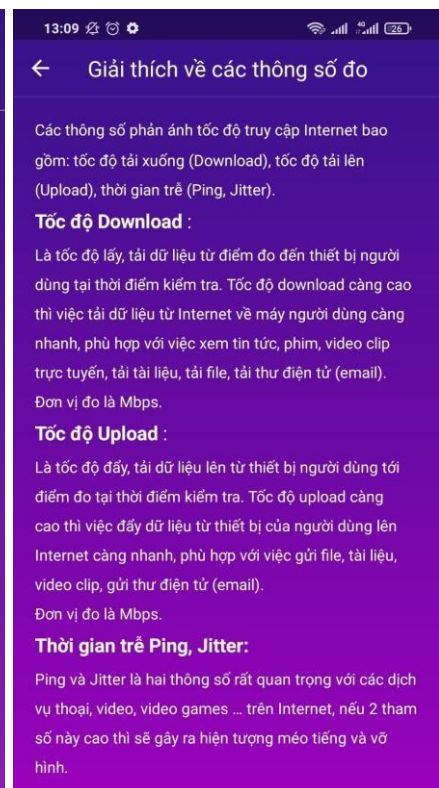 13:09
4G
26
Giải thích về các thông số đo
Các thông số phản ánh tốc độ truy cập Internet bao
gồm: tốc độ tải xuống (Download), tốc độ tải lên
(Upload), thời gian trễ (Ping, Jitter).
Tốc độ Download :
Là tốc độ lấy, tải dữ liệu từ điểm đo đến thiết bị người
dùng tại thời điểm kiểm tra. Tốc độ download càng cao
thì việc tải dữ liệu từ Internet về máy người dùng càng
nhanh, phù hợp với việc xem tin tức, phim, video clip
trực tuyến, tải tài liệu, tải file, tải thư điện tử (email).
Đơn vị đo là Mbps.
Tốc độ Upload :
Là tốc độ đẩy, tải dữ liệu lên từ thiết bị người dùng tới
điểm đo tại thời điểm kiểm tra. Tốc độ upload càng
cao thì việc đẩy dữ liệu từ thiết bị của người dùng lên
Internet càng nhanh, phù hợp với việc gửi file, tài liệu,
video clip, gửi thư điện tử (email).
Đơn vị đo là Mbps.
Thời gian trễ Ping, Jitter:
Ping và Jitter là hai thông số rất quan trọng với các dịch
vụ thoại, video, video games ... trên Internet, nếu 2 tham
số này cao thì sẽ gây ra hiện tượng méo tiếng và vỡ
hình.